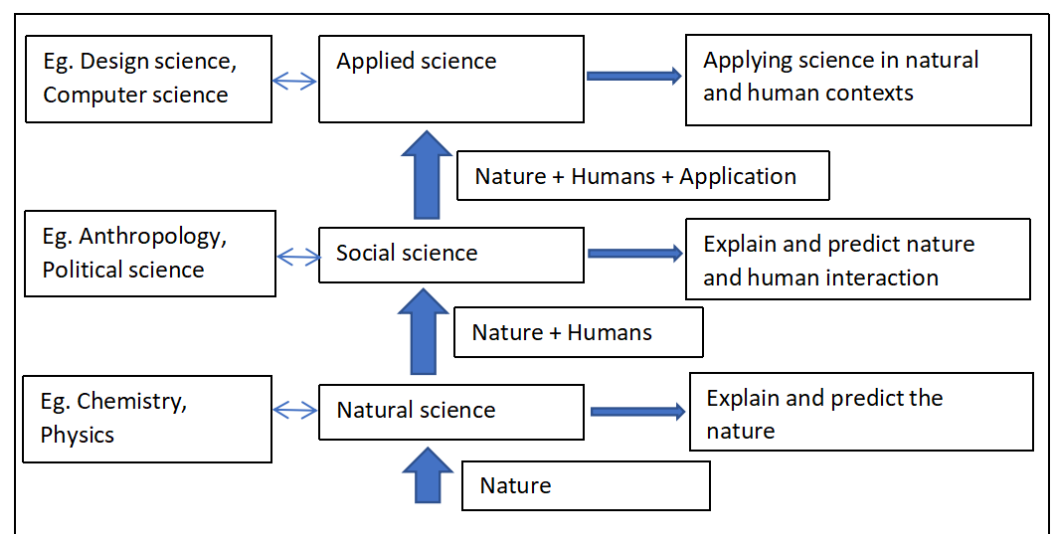 Eg. Design science,
Computer science
Applied science
Applying science in natural
and human contexts
Nature + Humans + Application
Eg. Anthropology,
Political science
Social science
Explain and predict nature
and human interaction
Nature + Humans
Eg. Chemistry,
Physics
Natural science
Explain and predict the
nature
Nature